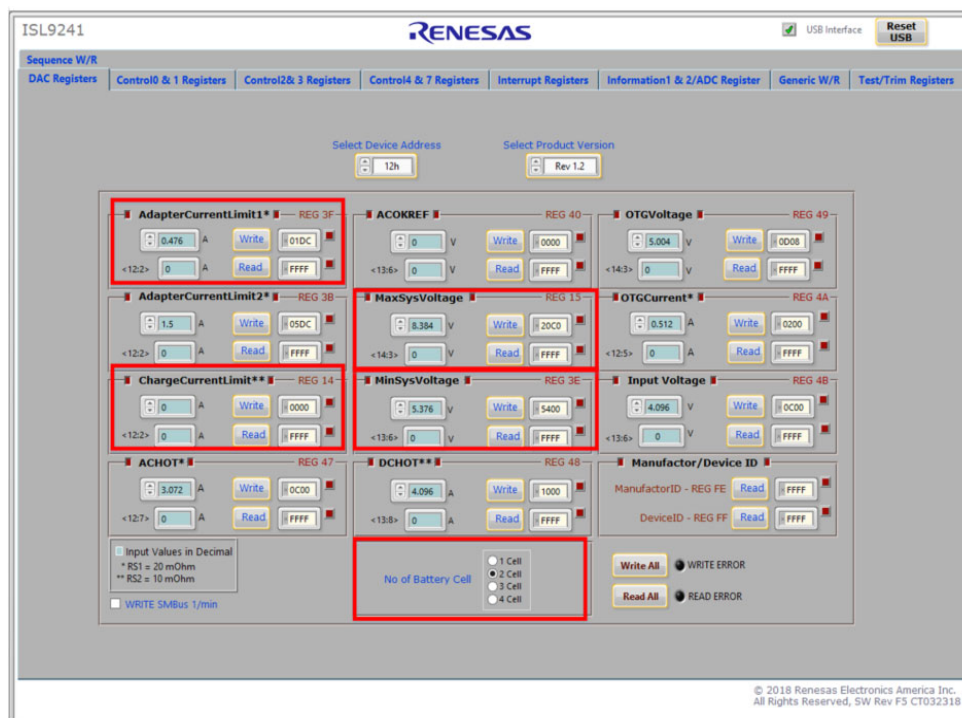 ISL9241
RENESAS
USB Interface
Reset USB
Sequence W/R
DAC Registers
Control0 & 1 Registers
Control2& 3 Registers
Control4 & 7 Registers
Interrupt Registers
Information1 & 2/ADC Register
Generic W/R
Test/Trim Registers
Select Device Address
12h
Select Product Version
Rev 1.2
AdapterCurrentLimit1* REG 3F
0.476 A Write 01DC
<12:2> 0 A Read FFFF
ACOKREF REG 40
0 V Write 0000
<13:6> 0 V Read FFFF
OTGVoltage REG 49
5.004 V Write 0D08
<14:3> 0 V Read FFFF
AdapterCurrentLimit2* REG 3B
1.5 A Write 05DC
<12:2> 0 A Read FFFF
MaxSysVoltage REG 15
8.384 V Write 20C0
<14:3> 0 V Read FFFF
OTGCurrent* REG 4A
0.512 A Write 0200
<12:5> 0 A Read FFFF
ChargeCurrentLimit** REG 14
0 A Write 0000
<12:2> 0 A Read FFFF
MinSysVoltage REG 3E
5.376 V Write 5400
<13:6> 0 V Read FFFF
Input Voltage REG 4B
4.096 V Write 0C00
<13:6> 0 V Read FFFF
ACHOT* REG 47
3.072 A Write 0C00
<12:7> 0 A Read FFFF
DCHOT** REG 48
4.096 A Write 1000
<13:8> 0 A Read FFFF
Manufactor/Device ID
ManufactorID - REG FE Read FFFF
DeviceID - REG FF Read FFFF
Input Values in Decimal
* RS1 = 20 mOhm
** RS2 = 10 mOhm
WRITE SMBus 1/min
No of Battery Cell
1 Cell
2 Cell
3 Cell
4 Cell
Write All WRITE ERROR
Read All READ ERROR
© 2018 Renesas Electronics America Inc.
All Rights Reserved, SW Rev F5 CT032318